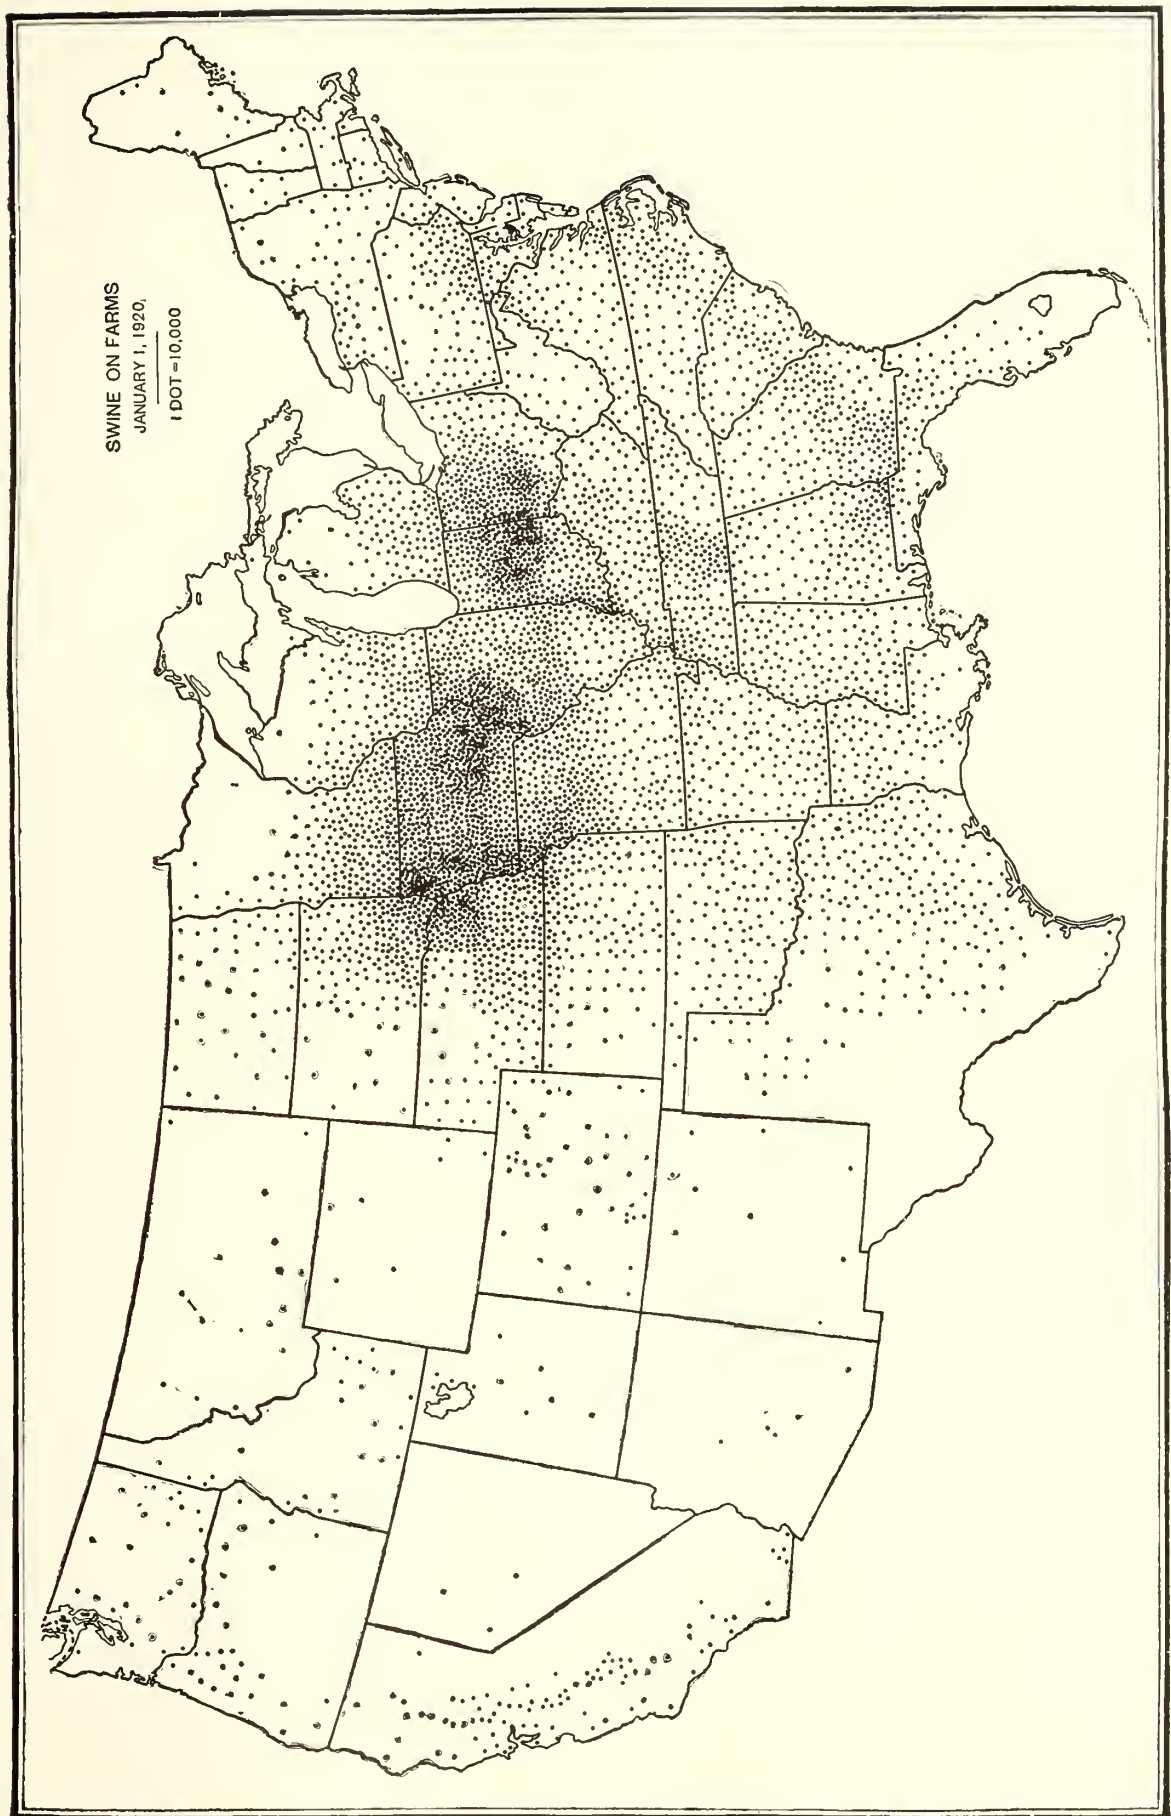 SWINE ON FARMS
JANUARY 1, 1920,
1 DOT = 10,000